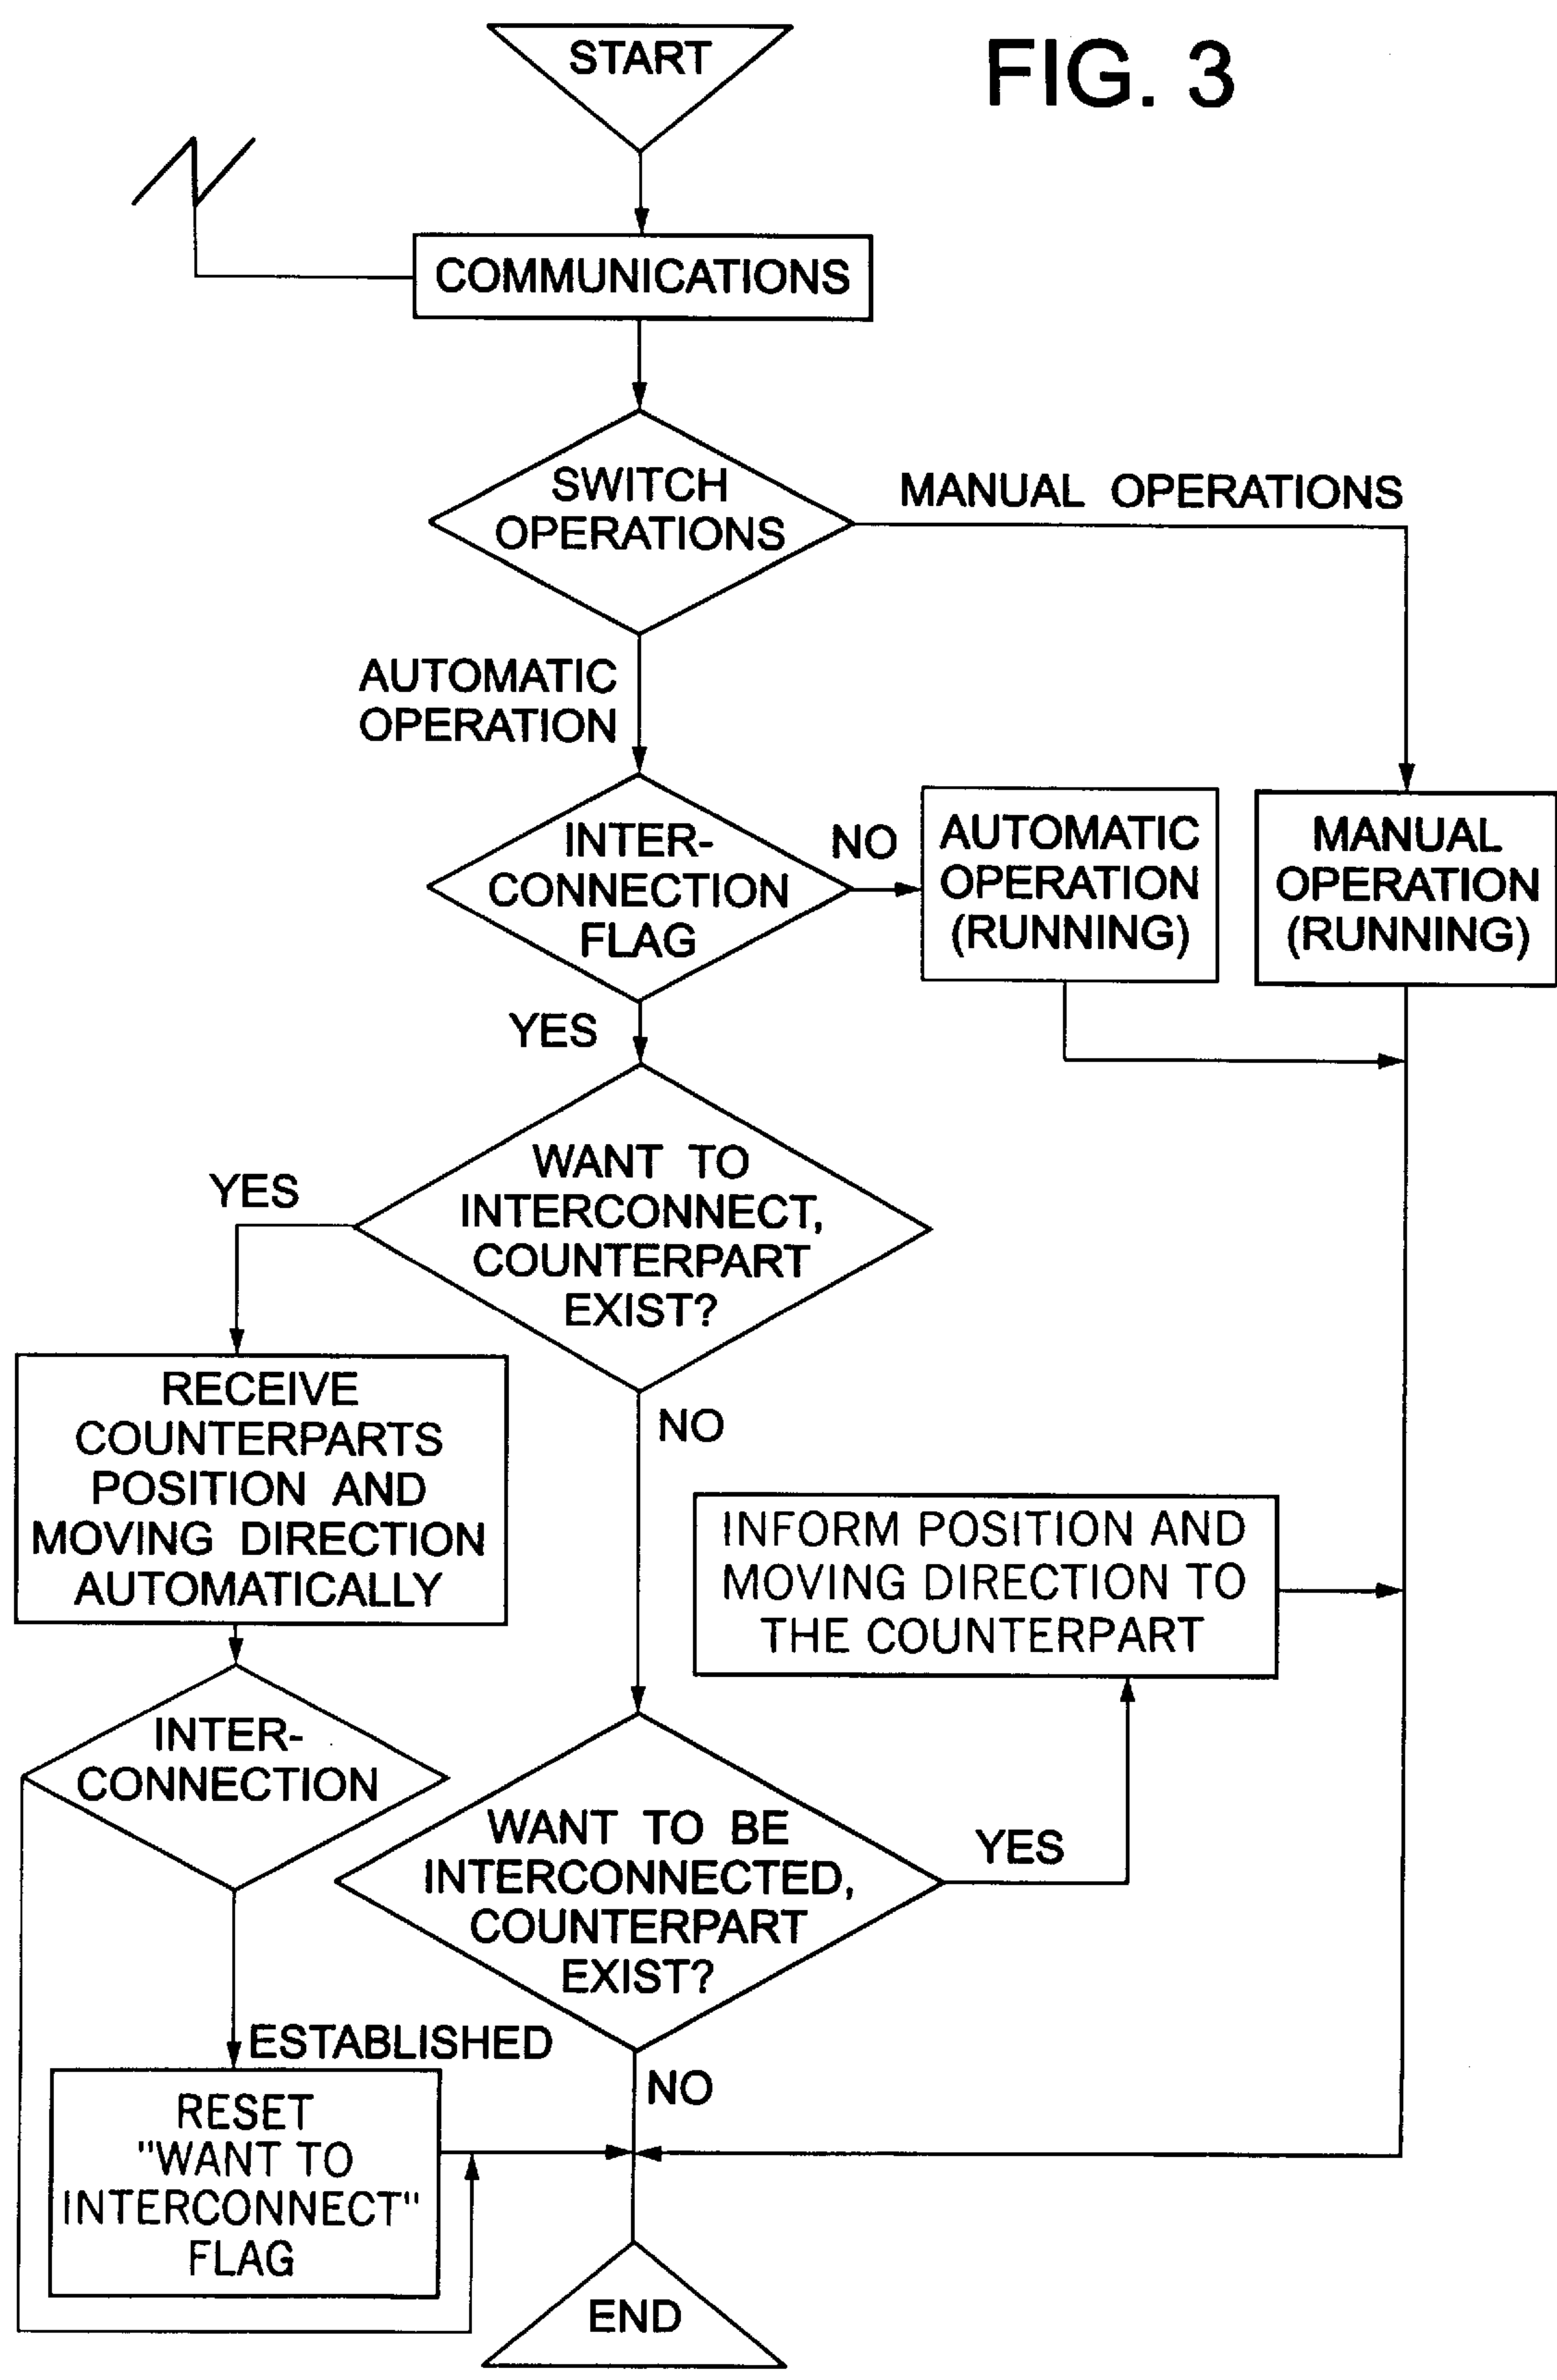 START
FIG. 3
COMMUNICATIONS
SWITCH
OPERATIONS
MANUAL OPERATIONS
AUTOMATIC
OPERATION
INTER-
CONNECTION
FLAG
NO
AUTOMATIC
OPERATION
(RUNNING)
MANUAL
OPERATION
(RUNNING)
YES
WANT TO
INTERCONNECT,
COUNTERPART
EXIST?
YES
NO
RECEIVE
COUNTERPARTS
POSITION AND
MOVING DIRECTION
AUTOMATICALLY
INFORM POSITION AND
MOVING DIRECTION TO
THE COUNTERPART
INTER-
CONNECTION
WANT TO BE
INTERCONNECTED,
COUNTERPART
EXIST?
YES
ESTABLISHED
NO
RESET
"WANT TO
INTERCONNECT"
FLAG
END